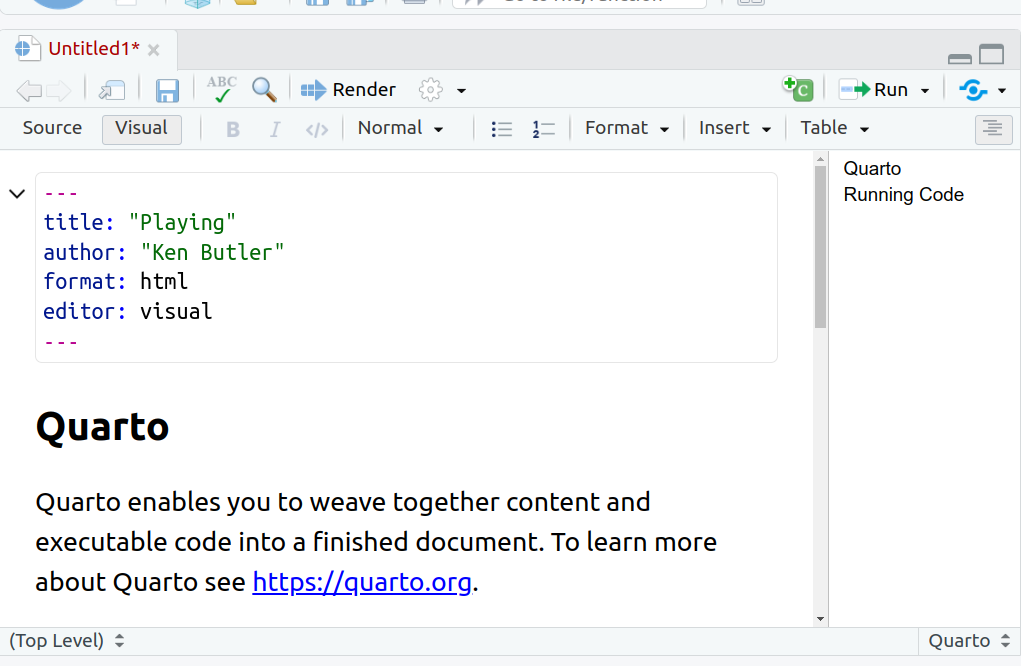 Untitled1*
ABC
Render
C
Run
Source Visual B I </> Normal Format Insert Table
---
title: "Playing"
author: "Ken Butler"
format: html
editor: visual
---
Quarto
Quarto enables you to weave together content and
executable code into a finished document. To learn more
about Quarto see https://quarto.org.
Quarto
Running Code
(Top Level)
Quarto